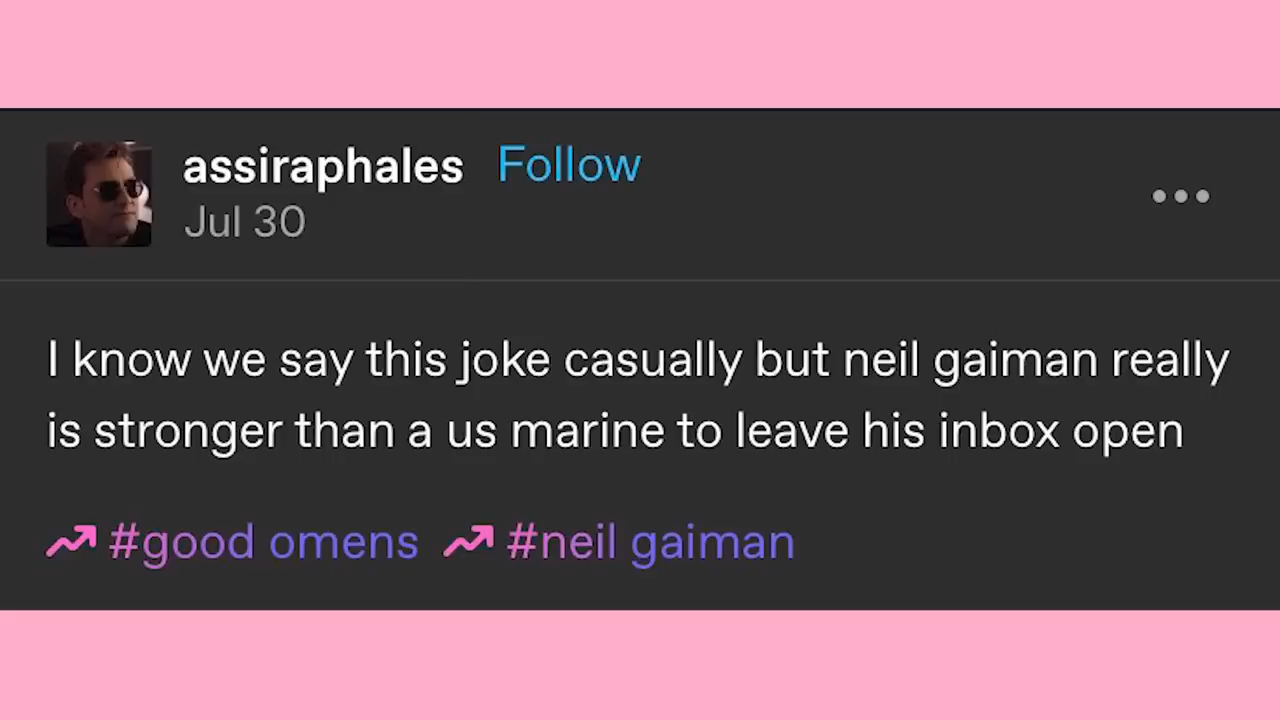 assiraphales Follow
Jul 30
I know we say this joke casually but neil gaiman really
is stronger than a us marine to leave his inbox open
#good omens #neil gaiman